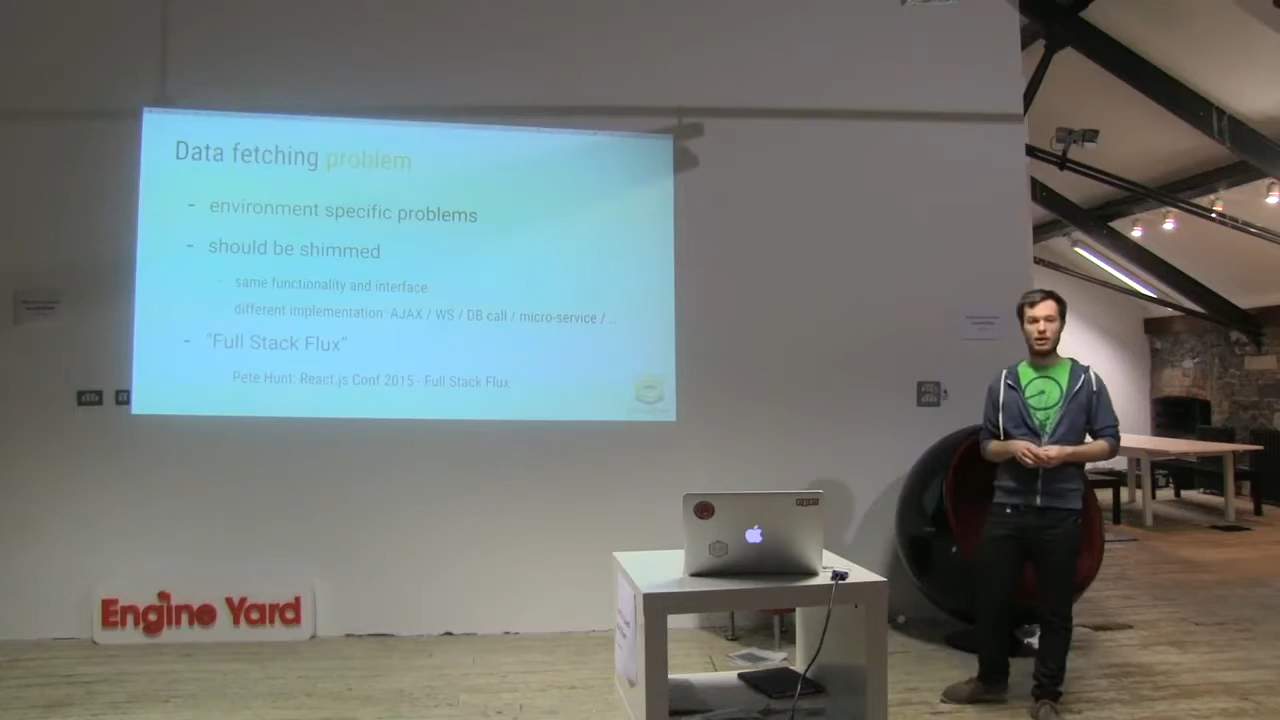 Data fetching problem
- environment specific problems
- should be shimmed
- same functionality and interface
different implementation: AJAX / WS / DB call / micro-service / ...
- "Full Stack Flux"
Pete Hunt: React.js Conf 2015 - Full Stack Flux
Engine Yard